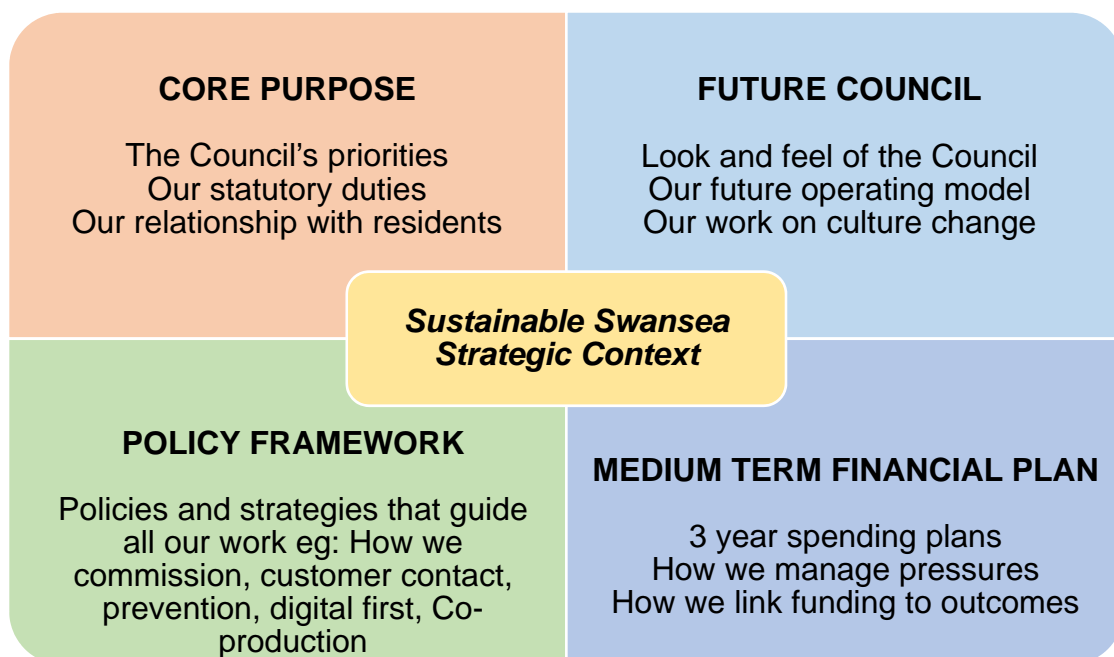 CORE PURPOSE
The Council's priorities
Our statutory duties
Our relationship with residents
FUTURE COUNCIL
Look and feel of the Council
Our future operating model
Our work on culture change
Sustainable Swansea
Strategic Context
POLICY FRAMEWORK
Policies and strategies that guide
all our work eg: How we
commission, customer contact,
prevention, digital first, Co-
production
MEDIUM TERM FINANCIAL PLAN
3 year spending plans
How we manage pressures
How we link funding to outcomes